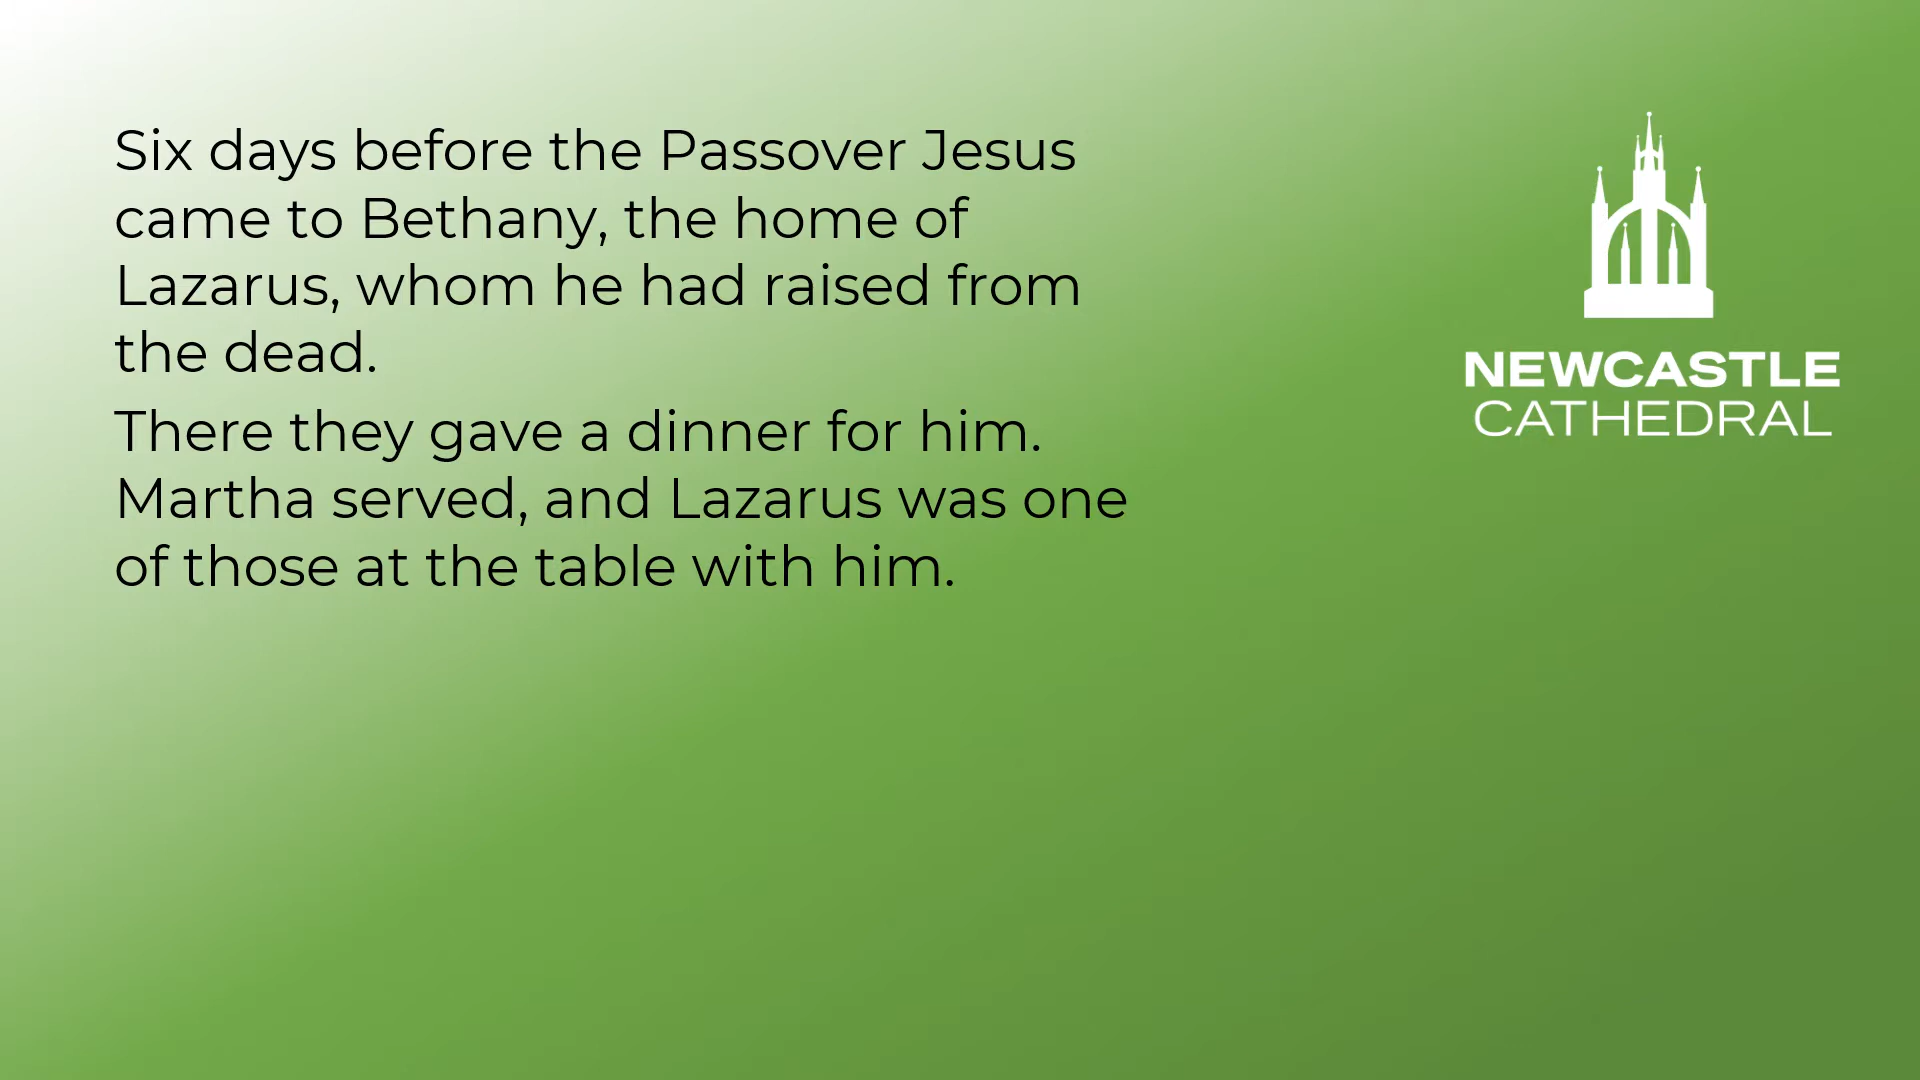 Six days before the Passover Jesus
came to Bethany, the home of
Lazarus, whom he had raised from
the dead.
There they gave a dinner for him.
Martha served, and Lazarus was one
of those at the table with him.
NEWCASTLE
CATHEDRAL